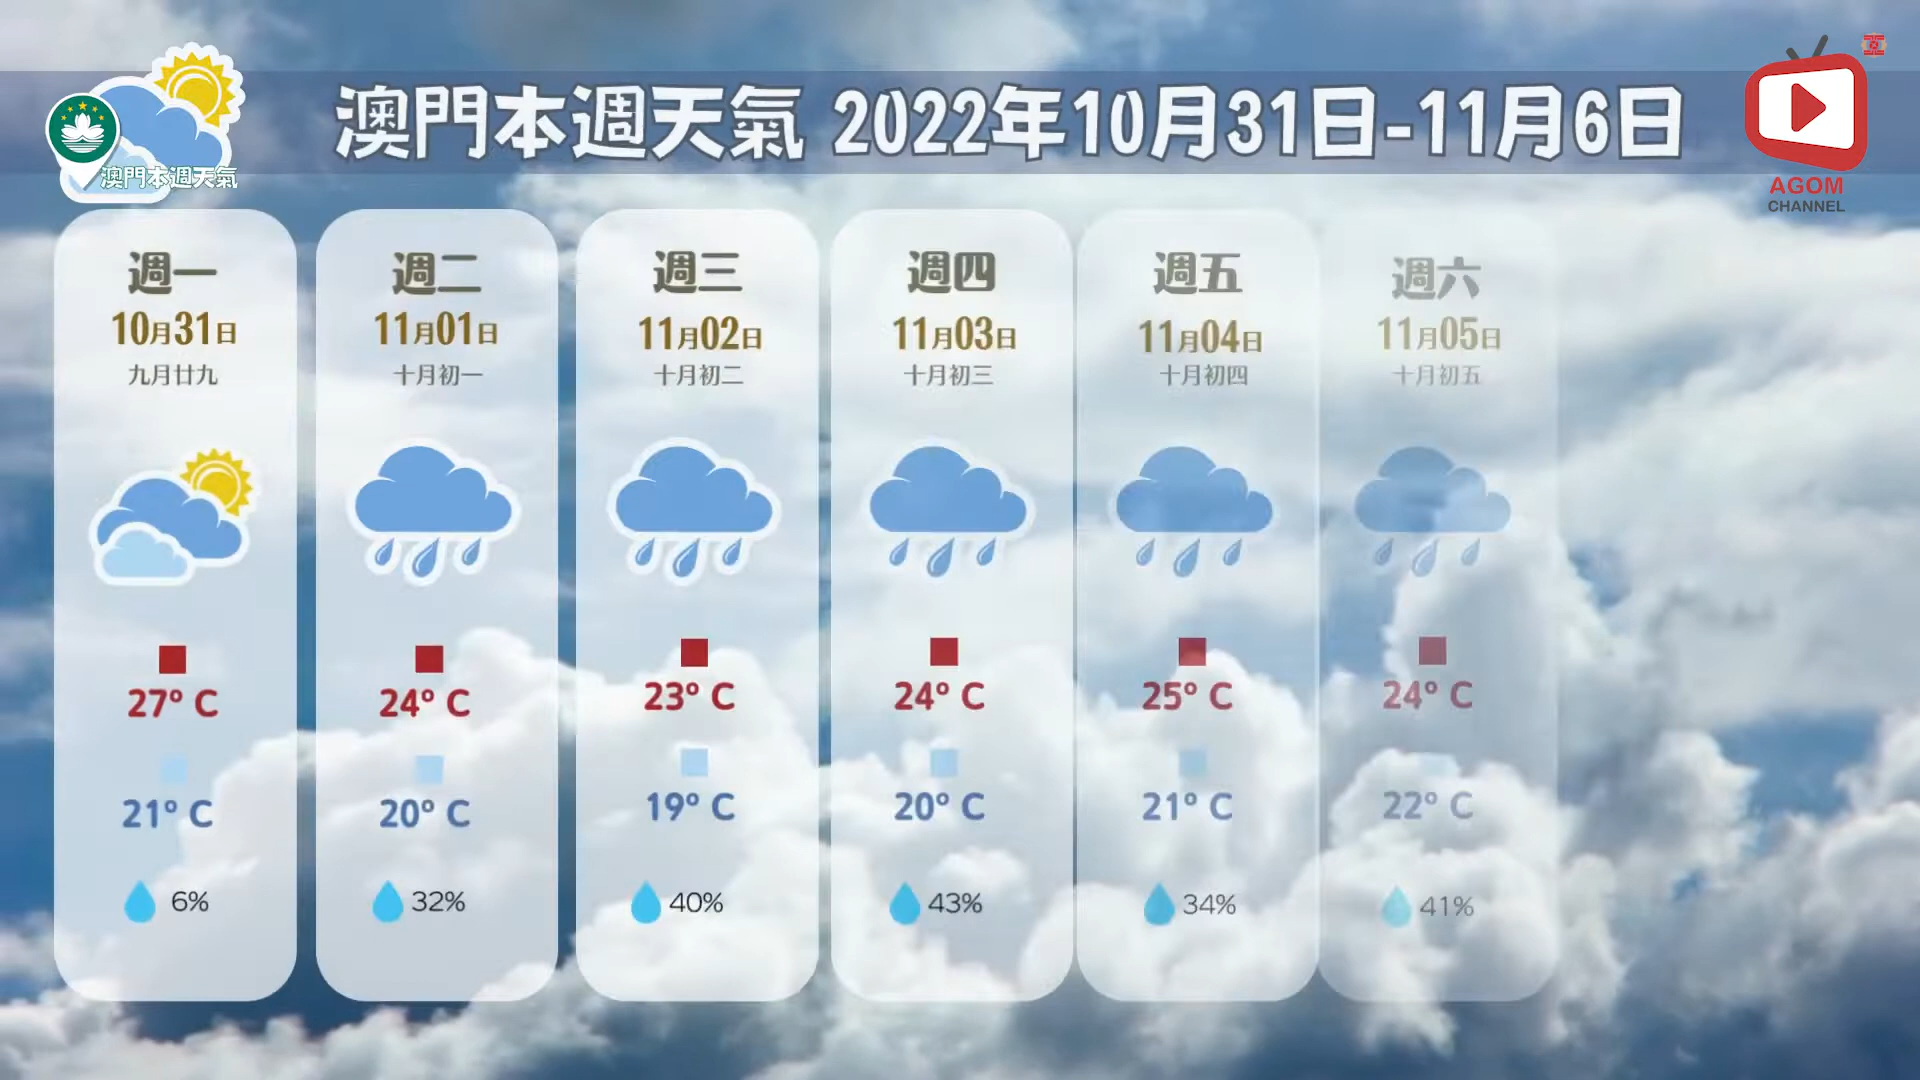 澳門本週天氣 2022年10月31日-11月6日
澳門本週天氣
AGOM
CHANNEL
週一
10月31日
九月廿九
27° C
21° C
6%
週二
11月01日
十月初一
24° C
20° C
32%
週三
11月02日
十月初二
23° C
19° C
40%
週四
11月03日
十月初三
24° C
20° C
43%
週五
11月04日
十月初四
25° C
21° C
34%
週六
11月05日
十月初五
24° C
22° C
41%